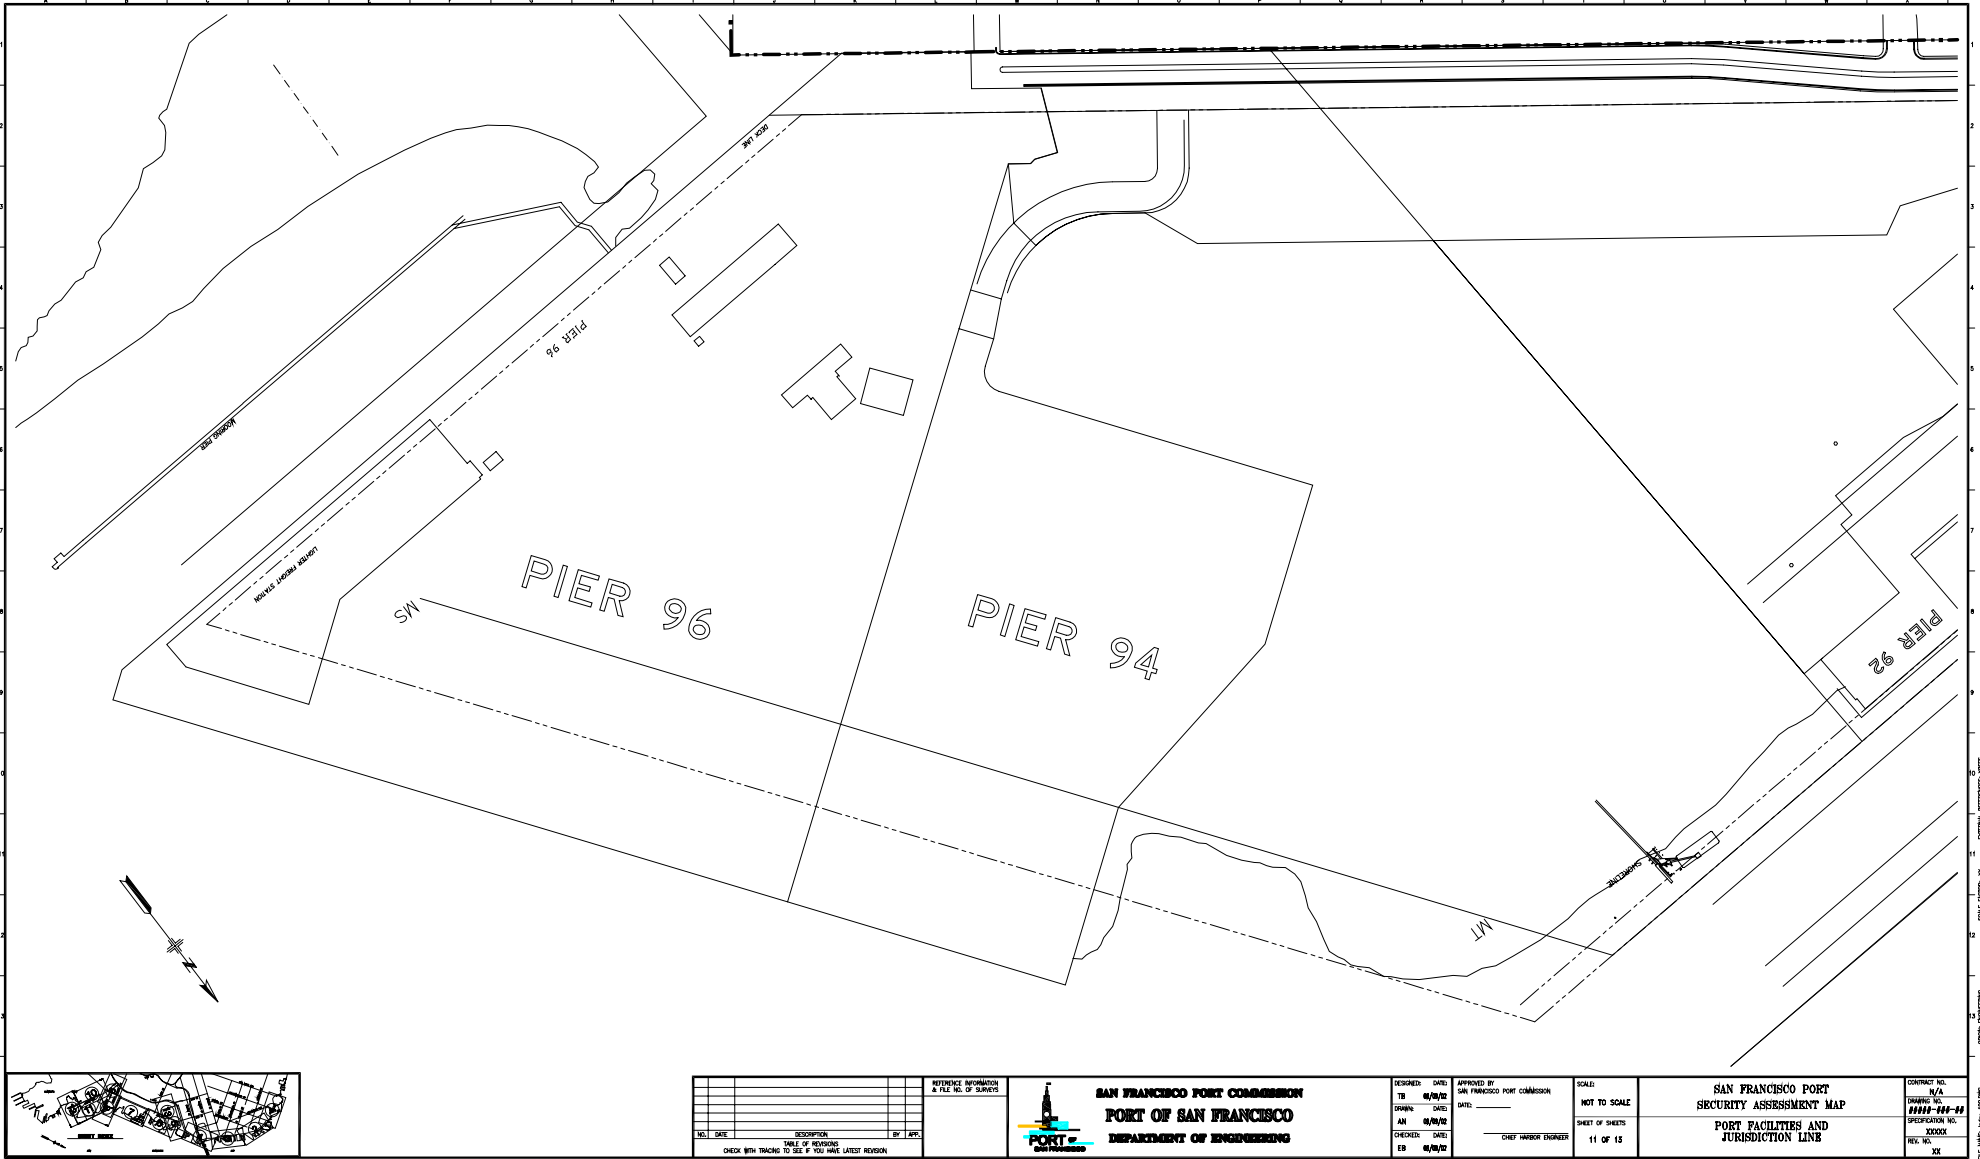 DECK LINE
PIER 96
MOORING PIER
LIGHTER FREIGHT STATION
MS
PIER 96
PIER 94
PIER 92
SHORELINE
MT
N
NO.
DATE
DESCRIPTION
BY
APP.
TABLE OF REVISIONS
CHECK WITH TRACING TO SEE IF YOU HAVE LATEST REVISION
REFERENCE INFORMATION
& FILE NO. OF SURVEYS
PORT OF
SAN FRANCISCO
SAN FRANCISCO PORT COMMISSION
PORT OF SAN FRANCISCO
DEPARTMENT OF ENGINEERING
DESIGNED: DATE:
TB
DRAWN: DATE:
AN
CHECKED: DATE:
EB
APPROVED BY
SAN FRANCISCO PORT COMMISSION
DATE:
CHIEF HARBOR ENGINEER
SCALE:
NOT TO SCALE
SHEET OF SHEETS
11 OF 13
SAN FRANCISCO PORT
SECURITY ASSESSMENT MAP
PORT FACILITIES AND
JURISDICTION LINE
CONTRACT NO.
N/A
DRAWING NO.
SPECIFICATION NO.
XXXXX
REV. NO.
XX